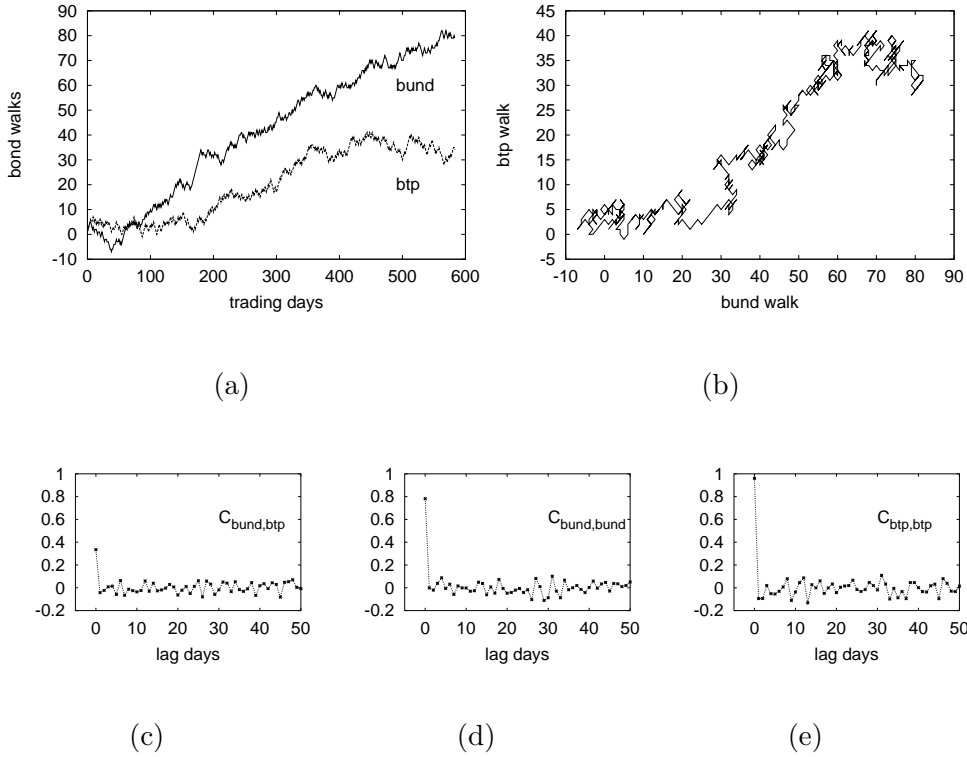 90
80
70
60
50
40
30
20
10
0
-10
0 100 200 300 400 500 600
bond walks
trading days
bund
btp
45
40
35
30
25
20
15
10
5
0
-5
-10 0 10 20 30 40 50 60 70 80 90
btp walk
bund walk
(a)
(b)
1
0.8
0.6
0.4
0.2
0
-0.2
0 10 20 30 40 50
lag days
C bund,btp
1
0.8
0.6
0.4
0.2
0
-0.2
0 10 20 30 40 50
lag days
C bund,bund
1
0.8
0.6
0.4
0.2
0
-0.2
0 10 20 30 40 50
lag days
C btp,btp
(c)
(d)
(e)